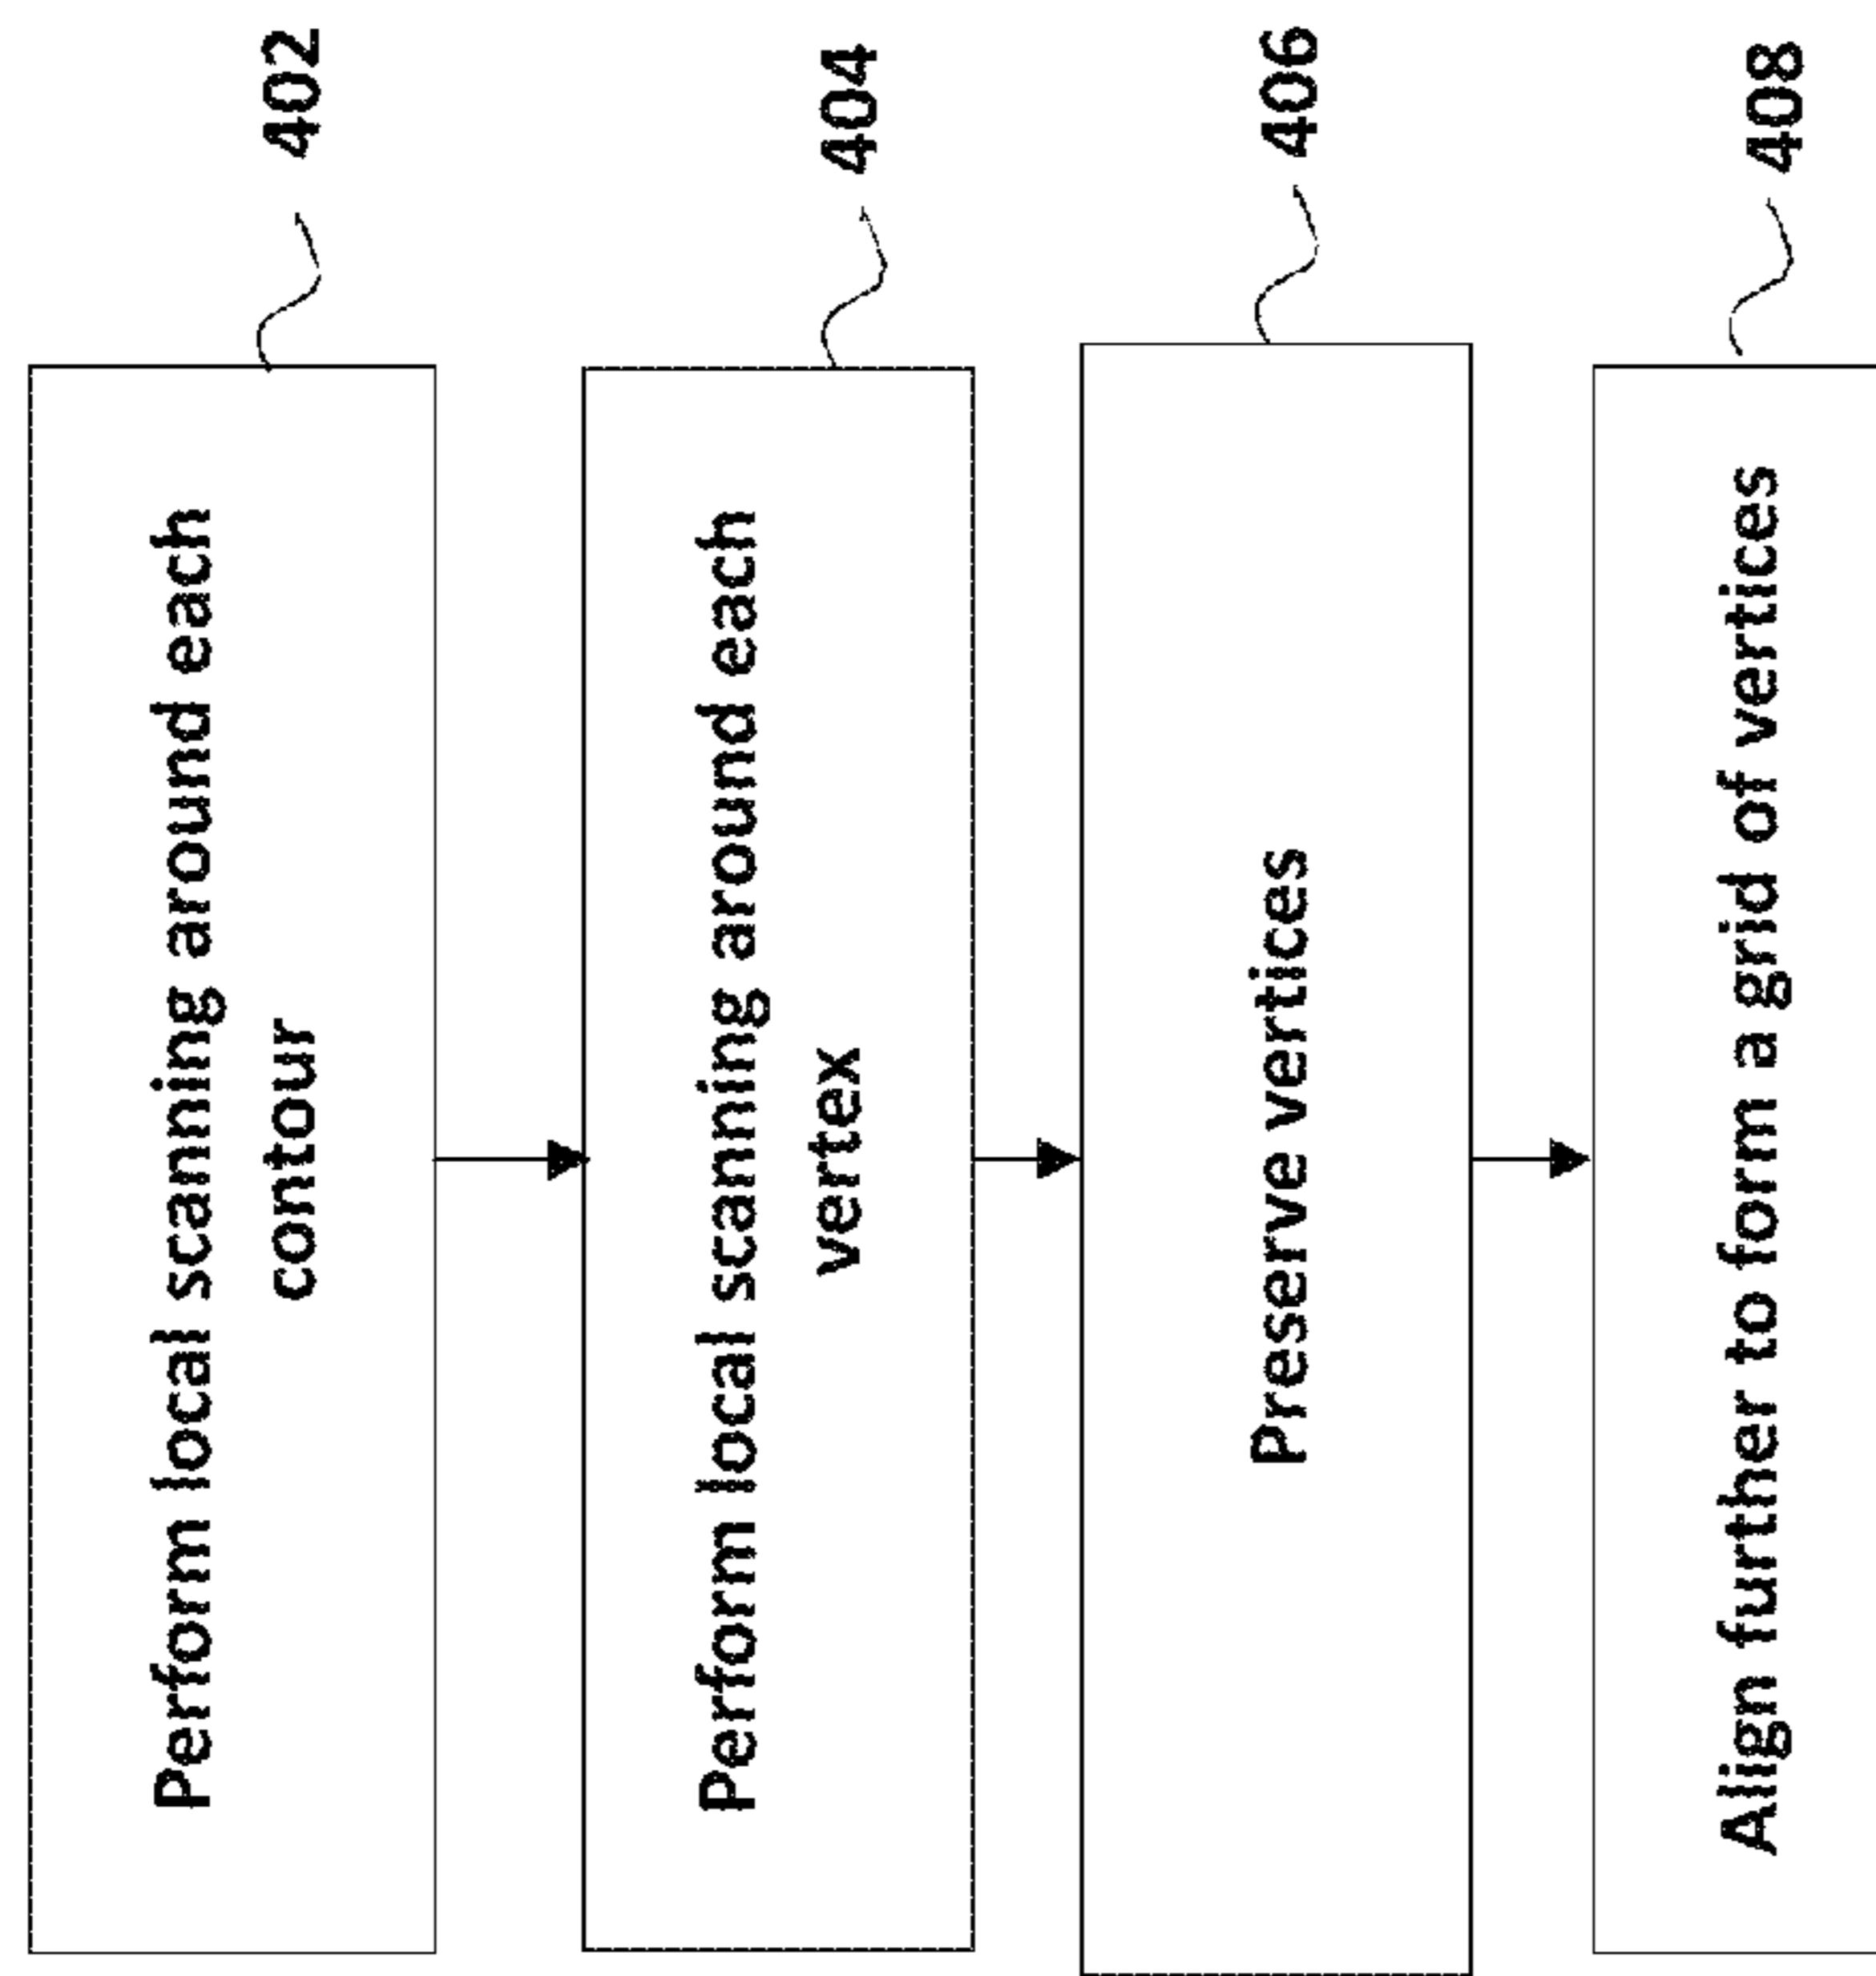 Perform local scanning around each
contour
402
Perform local scanning around each
vertex
404
Preserve vertices
406
Align further to form a grid of vertices
408